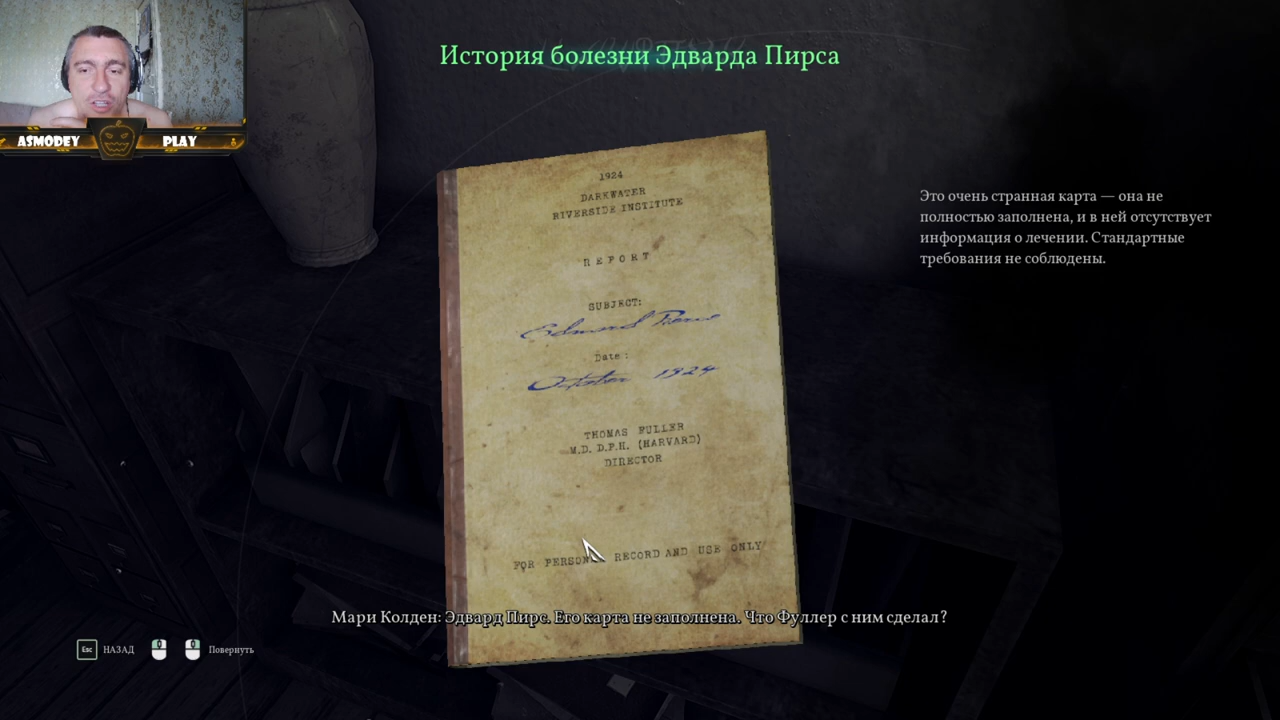 История болезни Эдварда Пирса
ASMODEY PLAY
1924
DARKWATER
RIVERSIDE INSTITUTE
REPORT
SUBJECT:
Edward Pierce
Date:
October 1924
THOMAS FULLER
M.D. D.P.H. (HARVARD)
DIRECTOR
FOR RECORD AND USE ONLY
Это очень странная карта — она не
полностью заполнена, и в ней отсутствует
информация о лечении. Стандартные
требования не соблюдены.
Мари Колден: Эдвард Пирс. Его карта не заполнена. Что Фуллер с ним сделал?
Esc НАЗАД Повернуть